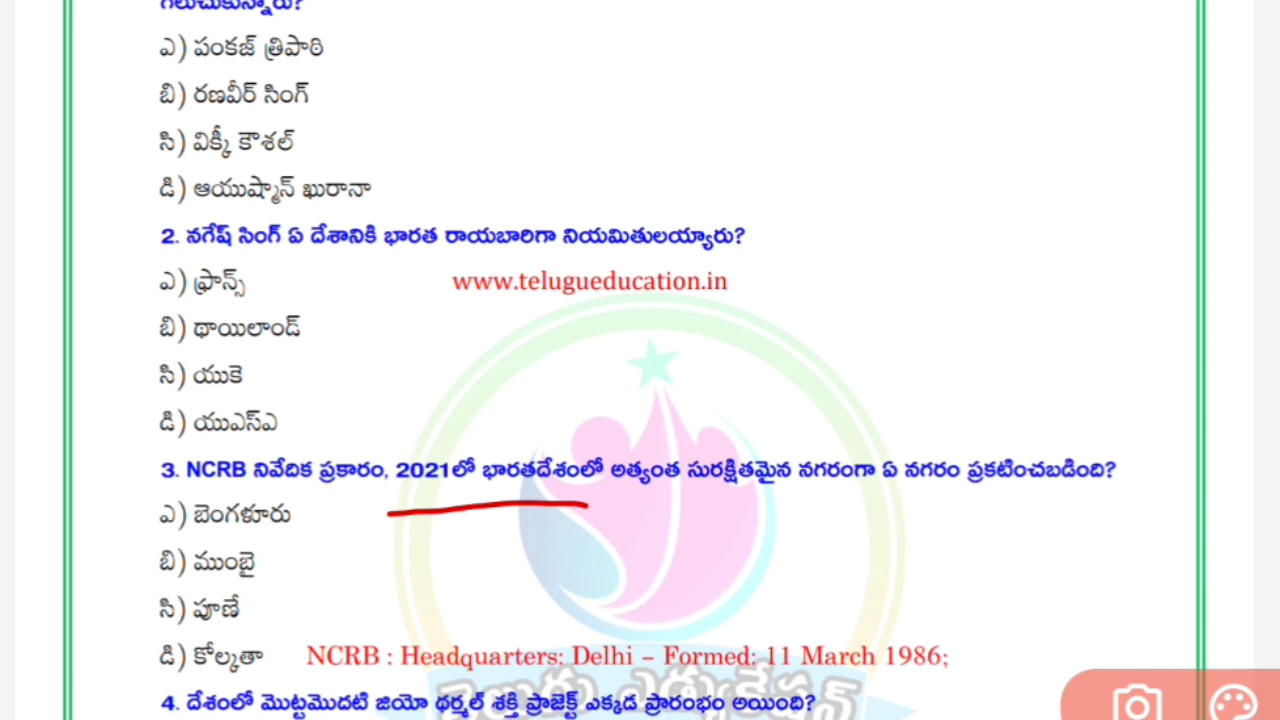 గెలుచుకున్నారు?
ఎ) పంకజ్ త్రిపాఠి
బి) రణవీర్ సింగ్
సి) విక్కీ కౌశల్
డి) ఆయుష్మాన్ ఖురానా
2. నగేష్ సింగ్ ఏ దేశానికి భారత రాయబారిగా నియమితులయ్యారు?
ఎ) ఫ్రాన్స్ www.telugueducation.in
బి) థాయిలాండ్
సి) యుకె
డి) యుఎస్ఎ
3. NCRB నివేదిక ప్రకారం, 2021లో భారతదేశంలో అత్యంత సురక్షితమైన నగరంగా ఏ నగరం ప్రకటించబడింది?
ఎ) బెంగళూరు
బి) ముంబై
సి) పూణే
డి) కోల్కతా NCRB : Headquarters: Delhi – Formed: 11 March 1986;
తెలుగు ఎడ్యుకేషన్
4. దేశంలో మొట్టమొదటి జియో థర్మల్ శక్తి ప్రాజెక్ట్ ఎక్కడ ప్రారంభం అయింది?